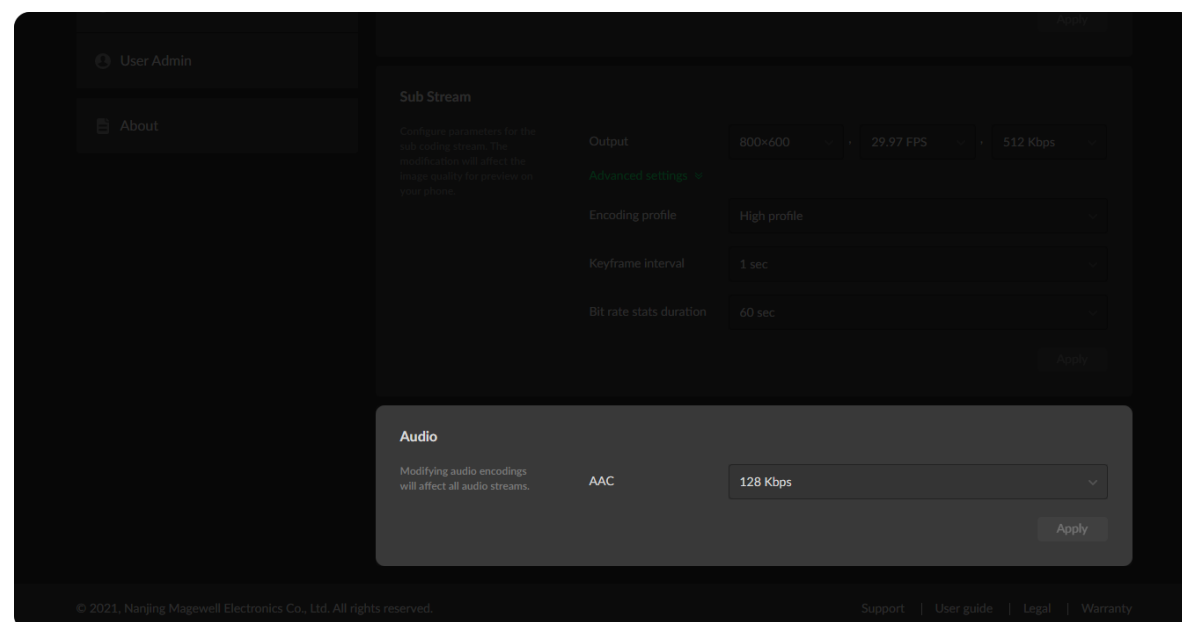 Apply
User Admin
About
Sub Stream
Configure parameters for the
sub coding stream. The
modification will affect the
image quality for preview on
your phone.
Output
800×600
29.97 FPS
512 Kbps
Advanced settings
Encoding profile
High profile
Keyframe interval
1 sec
Bit rate stats duration
60 sec
Apply
Audio
Modifying audio encodings
will affect all audio streams.
AAC
128 Kbps
Apply
© 2021, Nanjing Magewell Electronics Co., Ltd. All rights reserved.
Support | User guide | Legal | Warranty